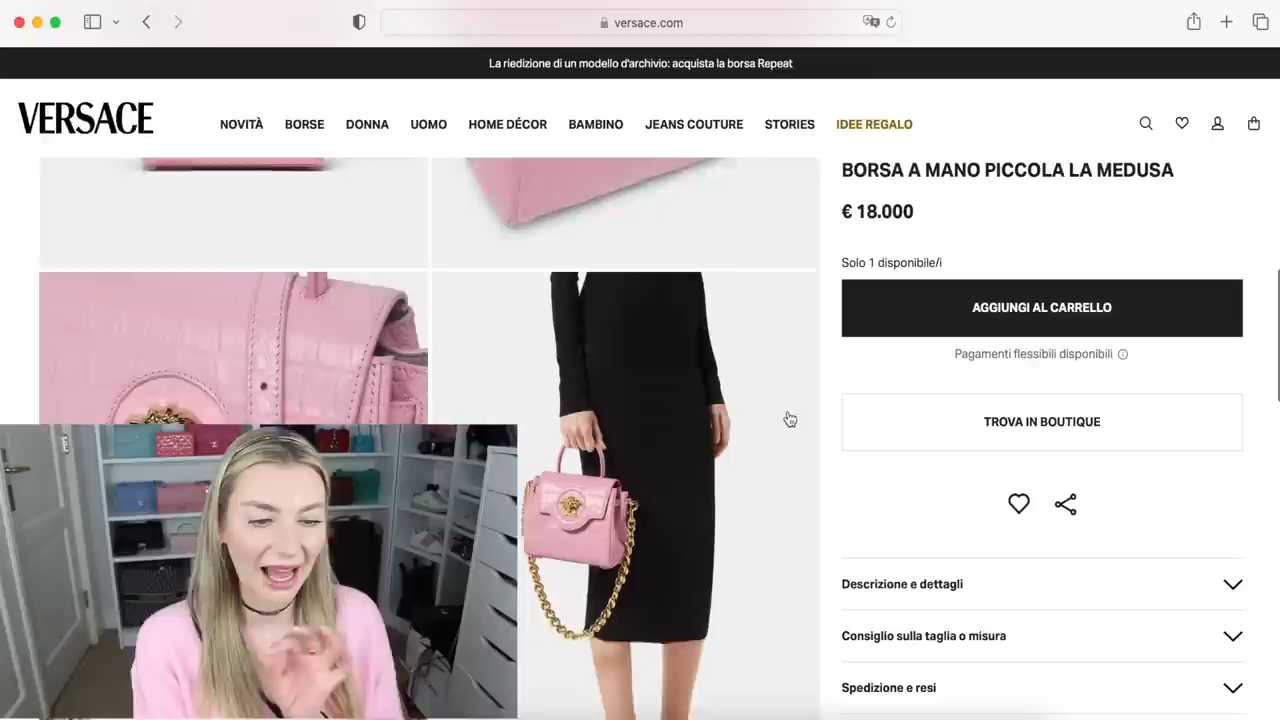 versace.com
La riedizione di un modello d'archivio: acquista la borsa Repeat
VERSACE
NOVITÀ BORSE DONNA UOMO HOME DÉCOR BAMBINO JEANS COUTURE STORIES IDEE REGALO
BORSA A MANO PICCOLA LA MEDUSA
€ 18.000
Solo 1 disponibile/i
AGGIUNGI AL CARRELLO
Pagamenti flessibili disponibili
TROVA IN BOUTIQUE
Descrizione e dettagli
Consiglio sulla taglia o misura
Spedizione e resi